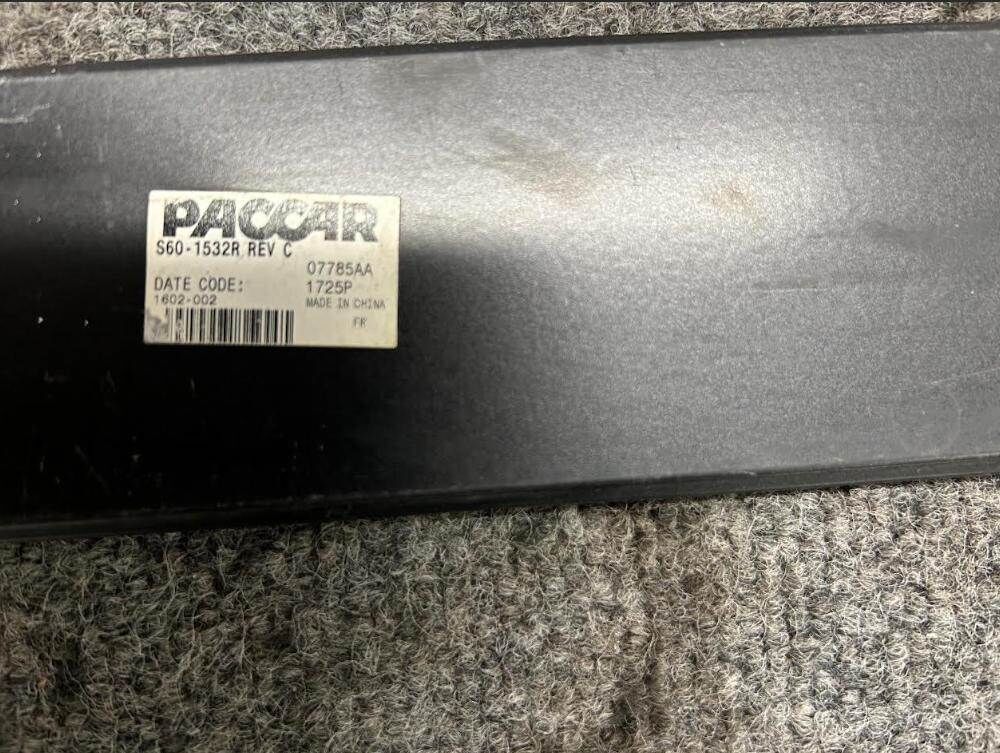 PACCAR
S60-1532R REV C
07785AA
DATE CODE: 1725P
1602-002 MADE IN CHINA
FR